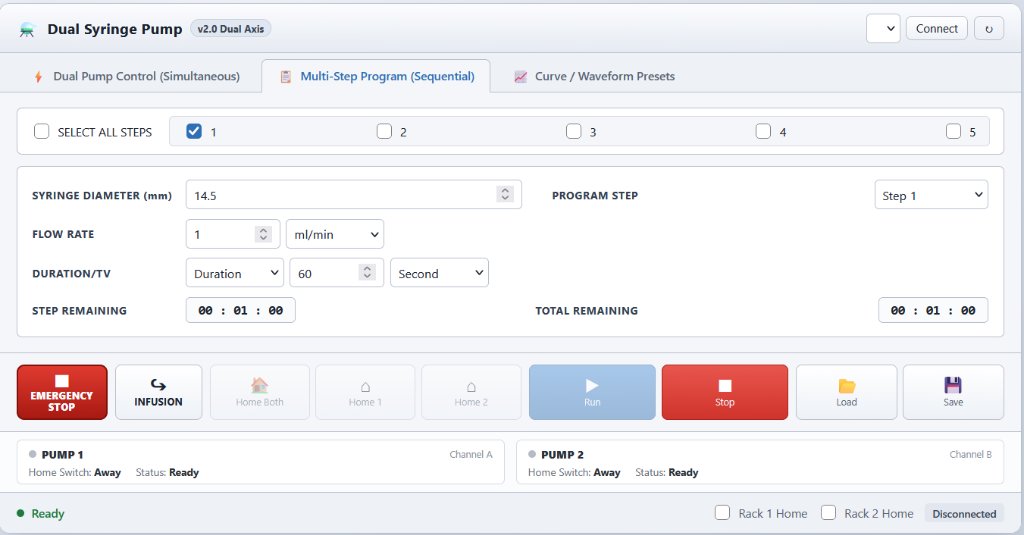 Dual Syringe Pump v2.0 Dual Axis Connect ↻
Dual Pump Control (Simultaneous) Multi-Step Program (Sequential) Curve / Waveform Presets
SELECT ALL STEPS 1 2 3 4 5
SYRINGE DIAMETER (mm) 14.5 PROGRAM STEP Step 1
FLOW RATE 1 ml/min
DURATION/TV Duration 60 Second
STEP REMAINING 00 : 01 : 00 TOTAL REMAINING 00 : 01 : 00
EMERGENCY STOP
INFUSION
Home Both
Home 1
Home 2
Run
Stop
Load
Save
PUMP 1 Channel A
Home Switch: Away Status: Ready
PUMP 2 Channel B
Home Switch: Away Status: Ready
Ready Rack 1 Home Rack 2 Home Disconnected